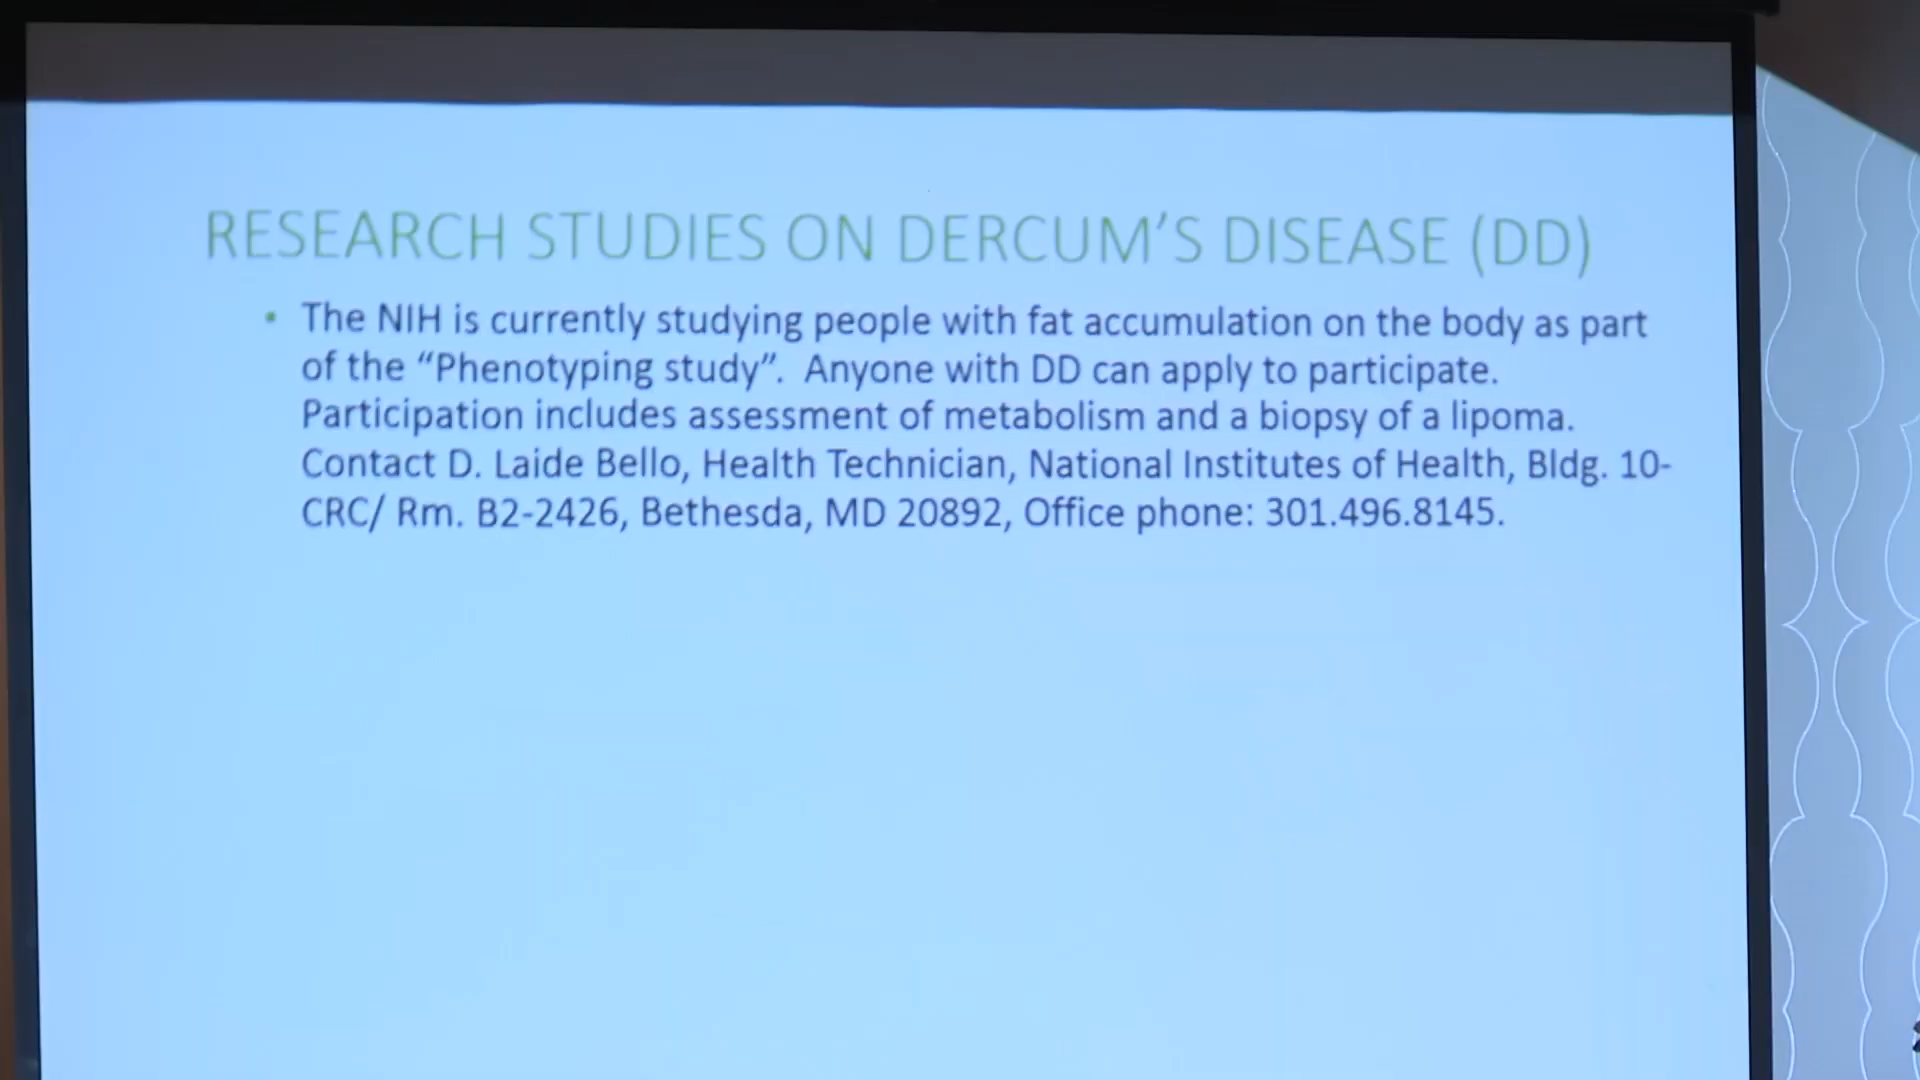 RESEARCH STUDIES ON DERCUM'S DISEASE (DD)
• The NIH is currently studying people with fat accumulation on the body as part
of the “Phenotyping study”.  Anyone with DD can apply to participate.
Participation includes assessment of metabolism and a biopsy of a lipoma.
Contact D. Laide Bello, Health Technician, National Institutes of Health, Bldg. 10-
CRC/ Rm. B2-2426, Bethesda, MD 20892, Office phone: 301.496.8145.